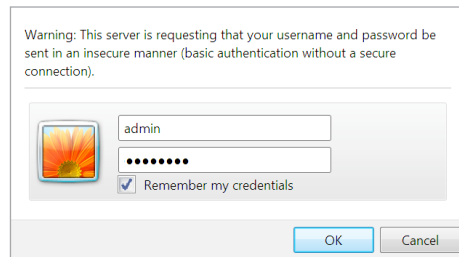 Warning: This server is requesting that your username and password be
sent in an insecure manner (basic authentication without a secure
connection).
admin
●●●●●●●●
Remember my credentials
OK Cancel